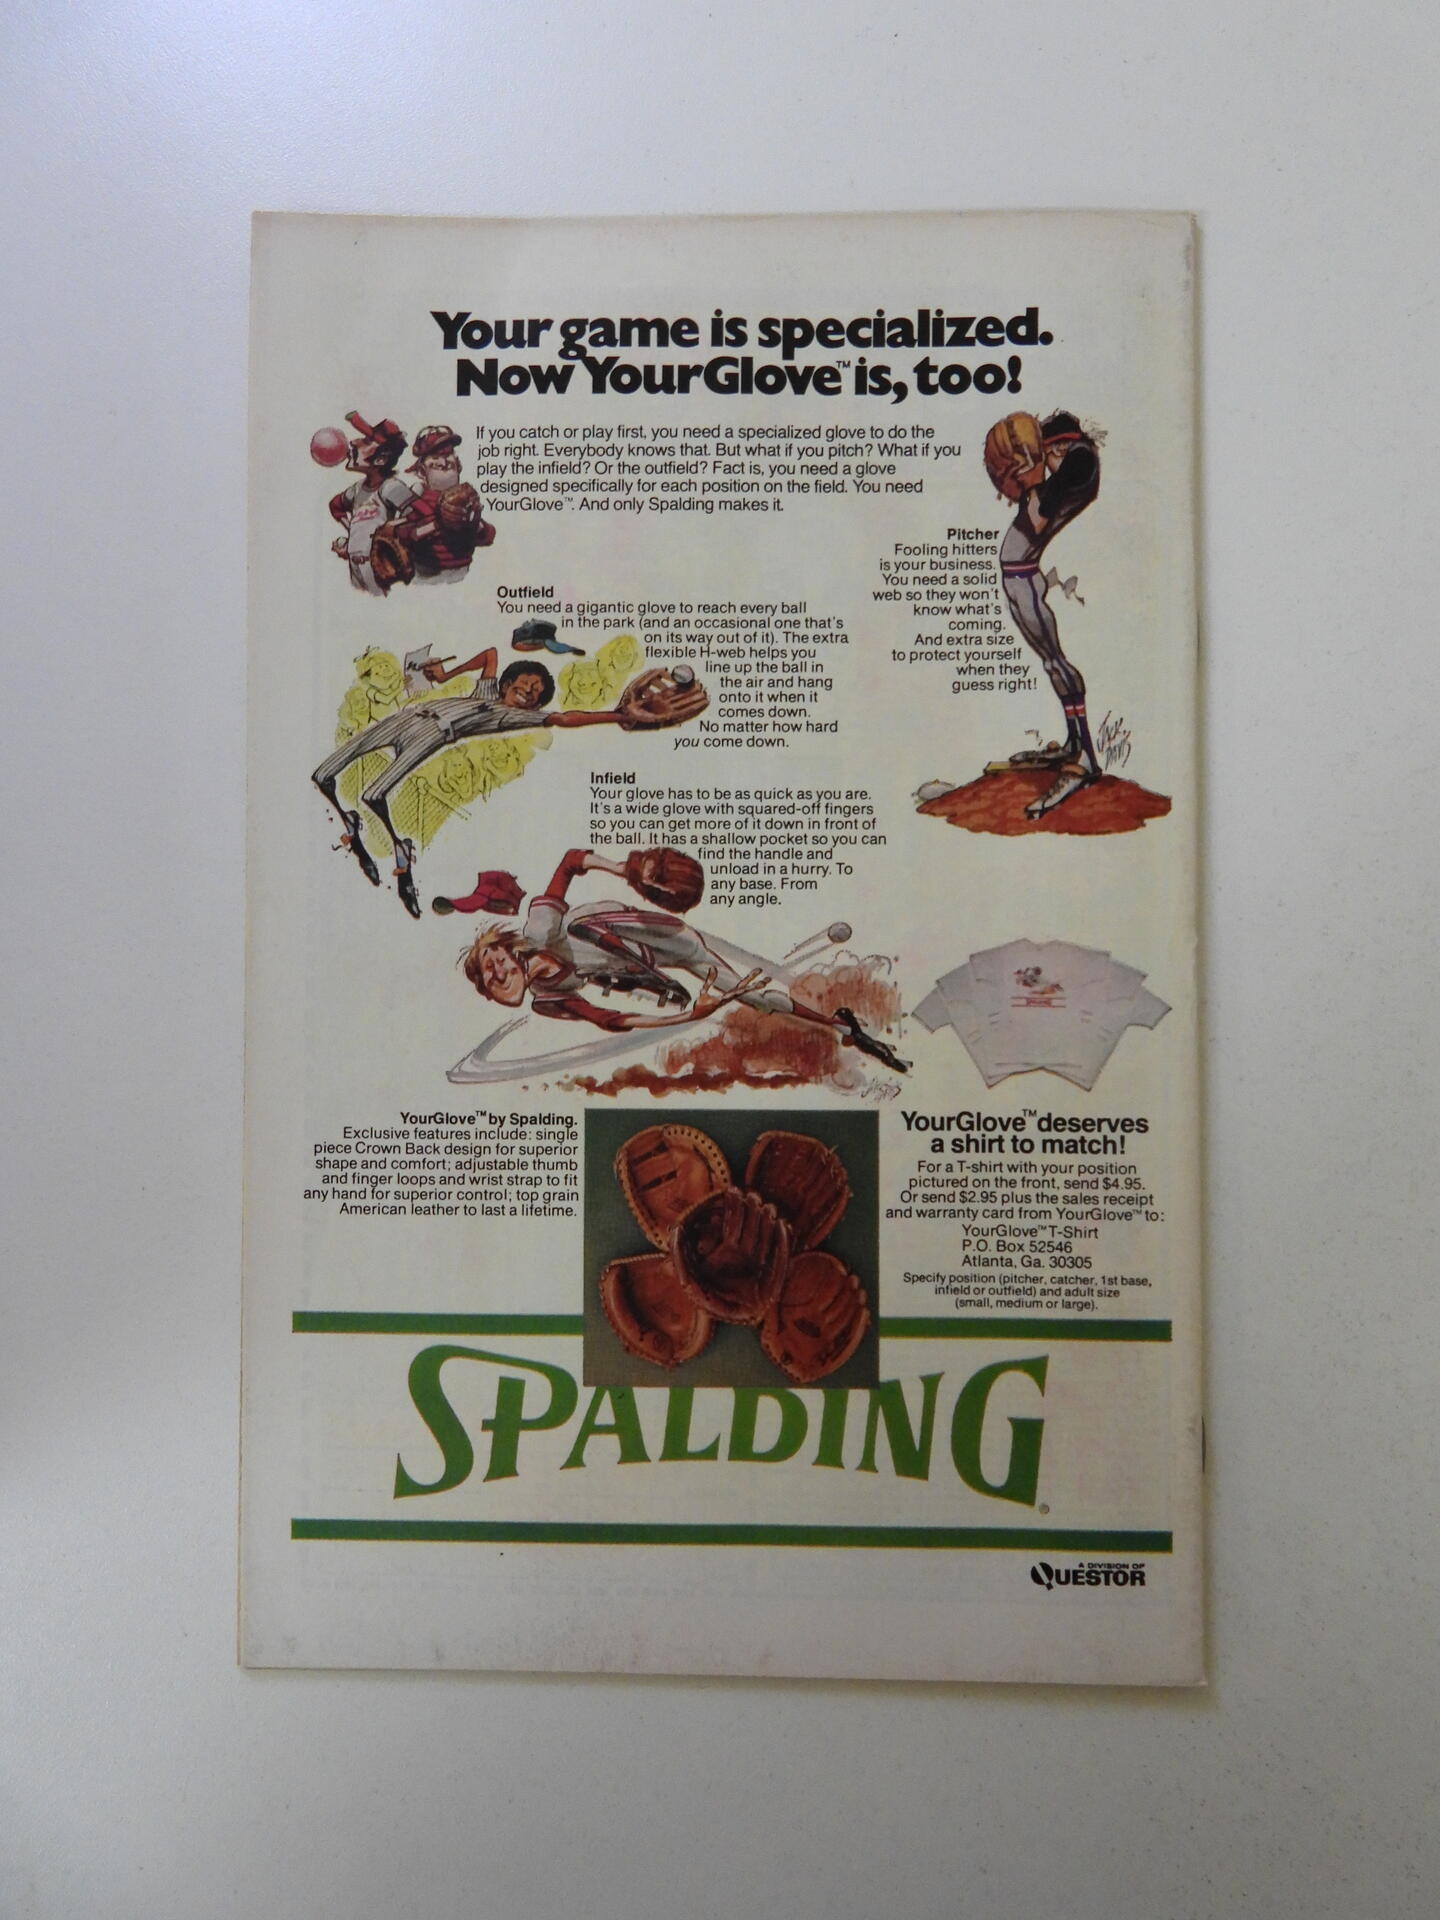 Your game is specialized.
Now YourGlove™ is, too!
If you catch or play first, you need a specialized glove to do the
job right. Everybody knows that. But what if you pitch? What if you
play the infield? Or the outfield? Fact is, you need a glove
designed specifically for each position on the field. You need
YourGlove™. And only Spalding makes it.
Pitcher
Fooling hitters
is your business.
You need a solid
web so they won't
know what's
coming.
And extra size
to protect yourself
when they
guess right!
JACK
DAVIS
Outfield
You need a gigantic glove to reach every ball
in the park (and an occasional one that's
on its way out of it). The extra
flexible H-web helps you
line up the ball in
the air and hang
onto it when it
comes down.
No matter how hard
you come down.
Infield
Your glove has to be as quick as you are.
It's a wide glove with squared-off fingers
so you can get more of it down in front of
the ball. It has a shallow pocket so you can
find the handle and
unload in a hurry. To
any base. From
any angle.
SPALDING
YourGlove™ by Spalding.
Exclusive features include: single
piece Crown Back design for superior
shape and comfort; adjustable thumb
and finger loops and wrist strap to fit
any hand for superior control; top grain
American leather to last a lifetime.
YourGlove™ deserves
a shirt to match!
For a T-shirt with your position
pictured on the front, send $4.95.
Or send $2.95 plus the sales receipt
and warranty card from YourGlove™ to:
YourGlove™ T-Shirt
P.O. Box 52546
Atlanta, Ga. 30305
Specify position (pitcher, catcher, 1st base,
infield or outfield) and adult size
(small, medium or large).
SPALDING®
A DIVISION OF
QUESTOR